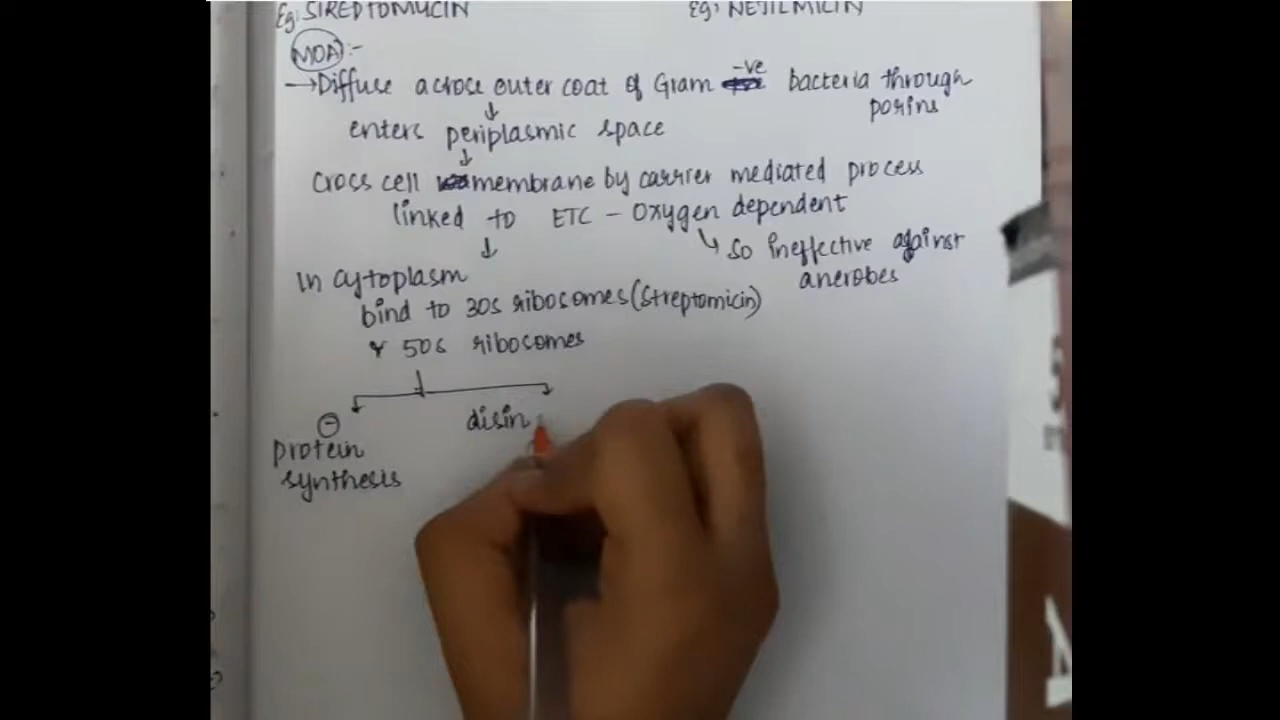 Eg: STREPTOMYCIN
Eg: NETILMICIN
MOA :-
→ Diffuse across outer coat of Gram -ve bacteria through porins
↓
enters periplasmic space
↓
Cross cell membrane by carrier mediated process
linked to ETC - Oxygen dependent
↓
↳ so ineffective against
anerobes
In cytoplasm
bind to 30s ribosomes (Streptomicin)
& 50s ribosomes
⊖
protein
synthesis
disin